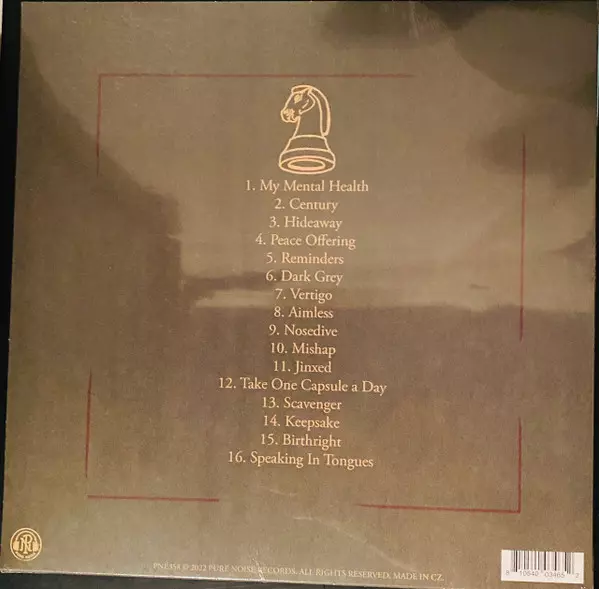 1. My Mental Health
2. Century
3. Hideaway
4. Peace Offering
5. Reminders
6. Dark Grey
7. Vertigo
8. Aimless
9. Nosedive
10. Mishap
11. Jinxed
12. Take One Capsule a Day
13. Scavenger
14. Keepsake
15. Birthright
16. Speaking In Tongues
PNE354 © 2022 PURE NOISE RECORDS. ALL RIGHTS RESERVED. MADE IN CZ.